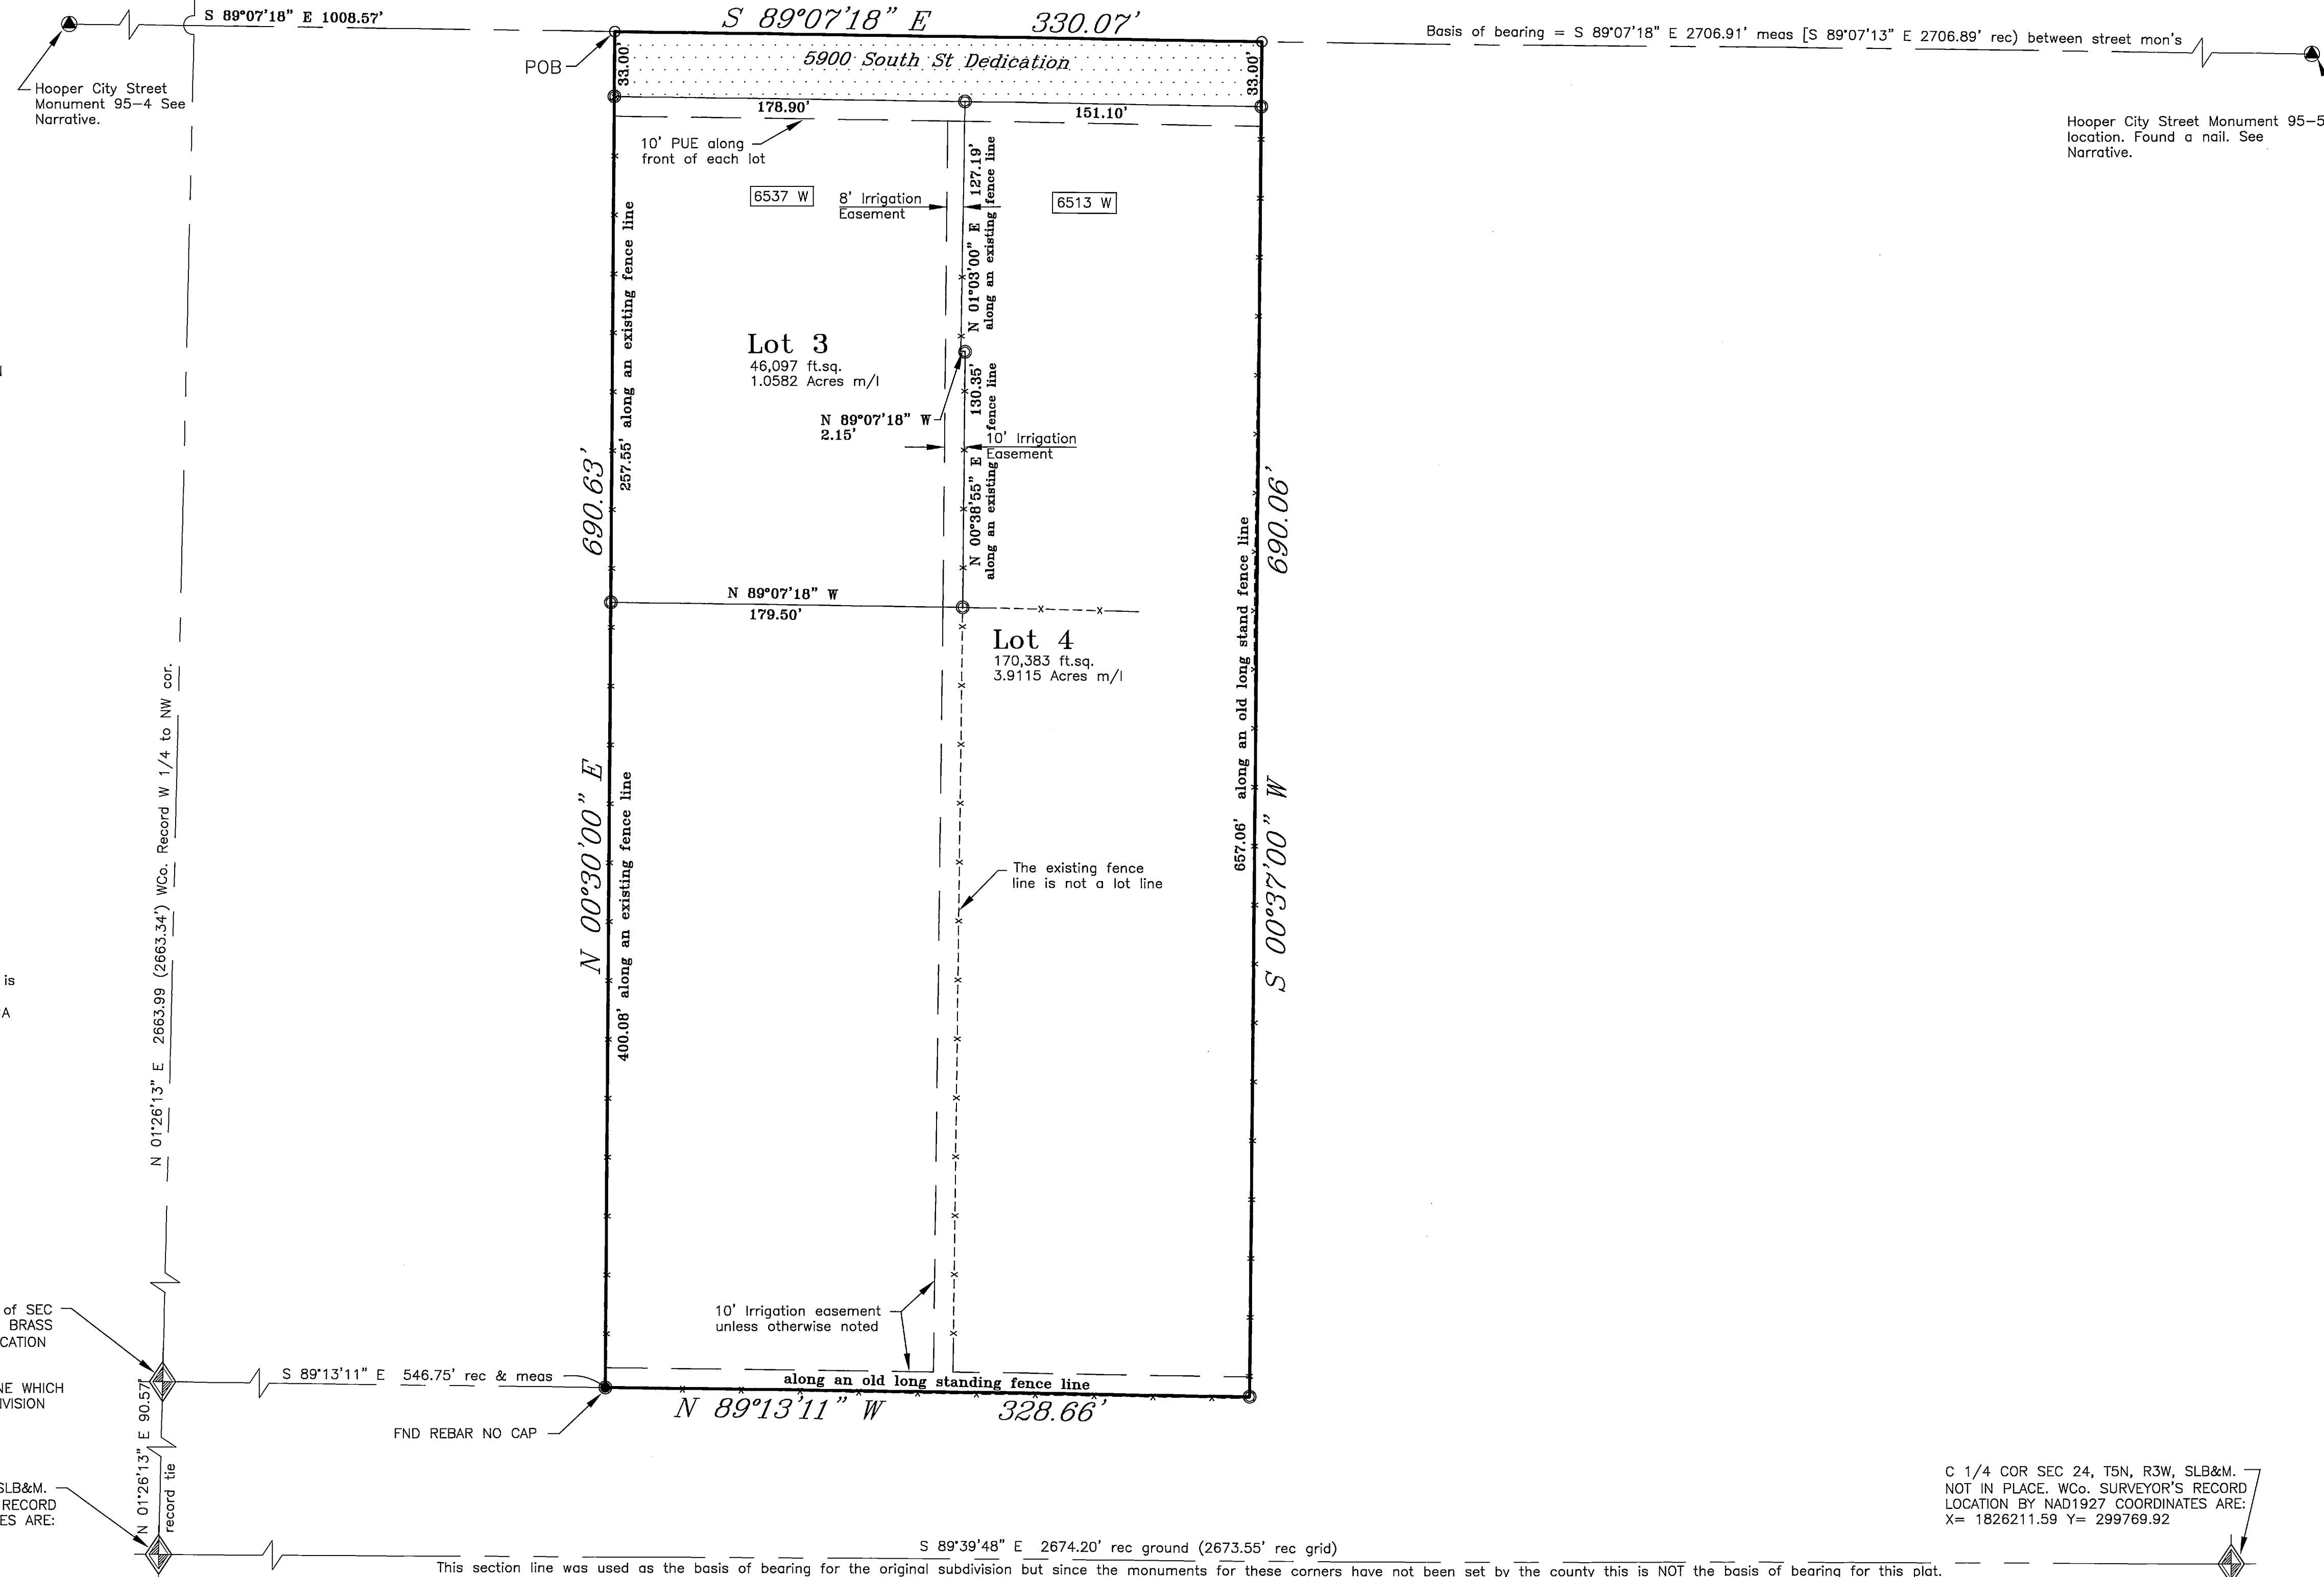 S 89°07'18" E 1008.57'
S 89°07'18" E 330.07'
Basis of bearing = S 89°07'18" E 2706.91' meas [S 89°07'13" E 2706.89' rec) between street mon's
POB
5900 South St Dedication
33.00'
33.00'
Hooper City Street
Monument 95-4 See
Narrative.
Hooper City Street Monument 95-5
location. Found a nail. See
Narrative.
178.90'
151.10'
10' PUE along
front of each lot
6537 W
8' Irrigation
Easement
6513 W
N 01°03'00" E 127.19'
along an existing fence line
257.55' along an existing fence line
Lot 3
46,097 ft.sq.
1.0582 Acres m/l
N 89°07'18" W
2.15'
10' Irrigation
Easement
N 00°38'55" E 130.35'
along an existing fence line
N 00°30'00" E 690.63'
S 00°37'00" W 690.06'
657.06' along an old long stand fence line
N 89°07'18" W
179.50'
Lot 4
170,383 ft.sq.
3.9115 Acres m/l
N 01°26'13" E 2663.99 (2663.34') WCo. Record W 1/4 to NW cor.
400.08' along an existing fence line
The existing fence
line is not a lot line
is
10' Irrigation easement
unless otherwise noted
of SEC
BRASS
CATION
NE WHICH
IVISION
S 89°13'11" E 546.75' rec & meas
along an old long standing fence line
N 89°13'11" W 328.66'
FND REBAR NO CAP
N 01°26'13" E 90.57'
record tie
SLB&M.
RECORD
ES ARE:
C 1/4 COR SEC 24, T5N, R3W, SLB&M.
NOT IN PLACE. WCo. SURVEYOR'S RECORD
LOCATION BY NAD1927 COORDINATES ARE:
X= 1826211.59 Y= 299769.92
S 89°39'48" E 2674.20' rec ground (2673.55' rec grid)
This section line was used as the basis of bearing for the original subdivision but since the monuments for these corners have not been set by the county this is NOT the basis of bearing for this plat.